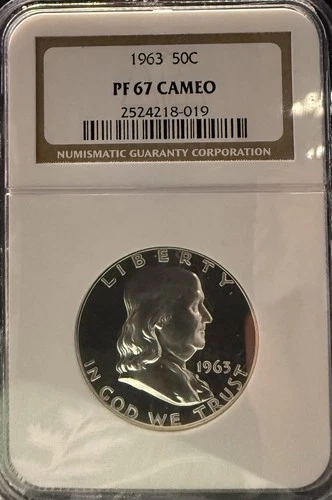 1963 50C
PF 67 CAMEO
2524218-019
NUMISMATIC GUARANTY CORPORATION
LIBERTY
1963
IN GOD WE TRUST